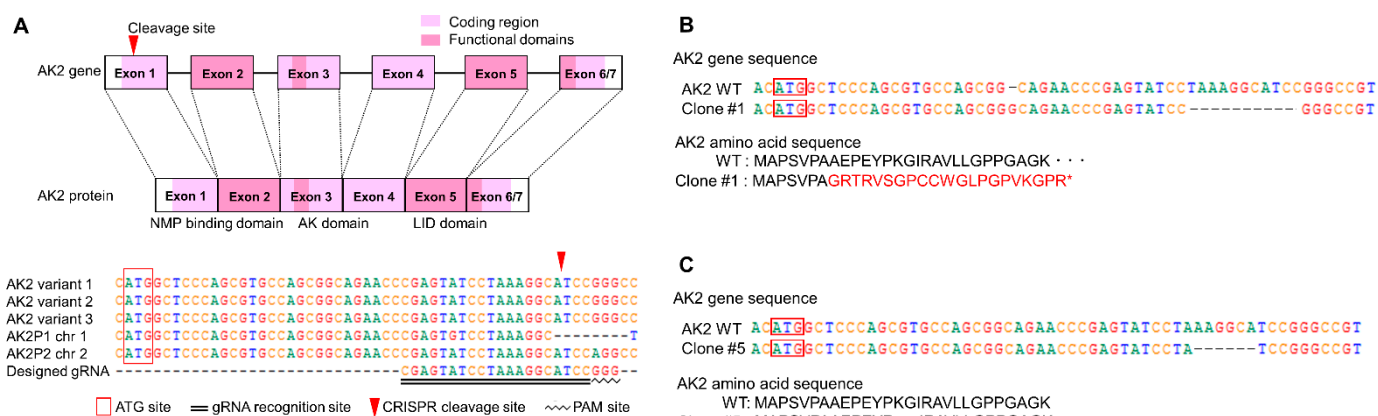 A
Cleavage site
Coding region
Functional domains
AK2 gene
Exon 1 Exon 2 Exon 3 Exon 4 Exon 5 Exon 6/7
AK2 protein
Exon 1 Exon 2 Exon 3 Exon 4 Exon 5 Exon 6/7
NMP binding domain AK domain LID domain
AK2 variant 1 CATGGCTCCCAGCGTGCCAGCGGCAGAACCCGAGTATCCTAAAGGCATCCGGGCC
AK2 variant 2 CATGGCTCCCAGCGTGCCAGCGGCAGAACCCGAGTATCCTAAAGGCATCCGGGCC
AK2 variant 3 CATGGCTCCCAGCGTGCCAGCGGCAGAACCCGAGTATCCTAAAGGCATCCGGGCC
AK2P1 chr 1 CATGGCTCCCAGCGTGCCAGCGGCAGAACCCGAGTGTCCTAAAGGC--------T
AK2P2 chr 2 CATGGCTCCCAGCGTGCCAGCGGCAGAACCCGAGTATCCTAAAGGCATCCAGGCC
Designed gRNA ------------------------------CGAGTATCCTAAAGGCATCCGGG--
ATG site gRNA recognition site CRISPR cleavage site PAM site
B
AK2 gene sequence
AK2 WT ACATGGCTCCCAGCGTGCCAGCGG-CAGAACCCGAGTATCCTAAAGGCATCCGGGCCGT
Clone #1 ACATGGCTCCCAGCGTGCCAGCGGGCAGAACCCGAGTATCC-----------GGGCCGT
AK2 amino acid sequence
WT : MAPSVPAAEPEYPKGIRAVLLGPPGAGK · · ·
Clone #1 : MAPSVPAGRTRVSGPCCWGLPGPVKGPR*
C
AK2 gene sequence
AK2 WT ACATGGCTCCCAGCGTGCCAGCGGCAGAACCCGAGTATCCTAAAGGCATCCGGGCCGT
Clone #5 ACATGGCTCCCAGCGTGCCAGCGGCAGAACCCGAGTATCCTA------TCCGGGCCGT
AK2 amino acid sequence
WT: MAPSVPAAEPEYPKGIRAVLLGPPGAGK